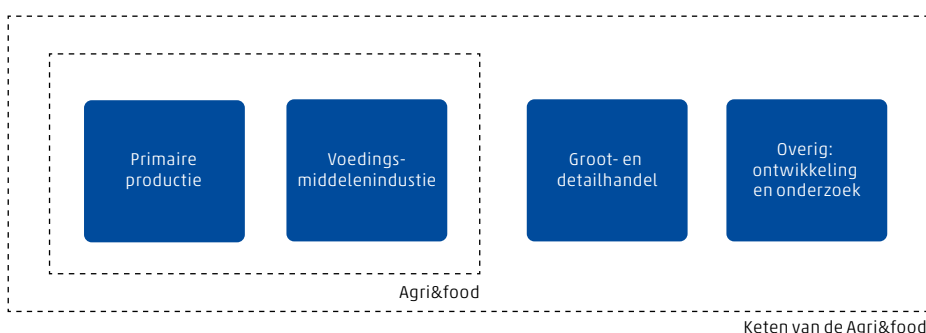 Primaire
productie
Voedings-
middelenindustie
Groot- en
detailhandel
Overig:
ontwikkeling
en onderzoek
Agri&food
Keten van de Agri&food